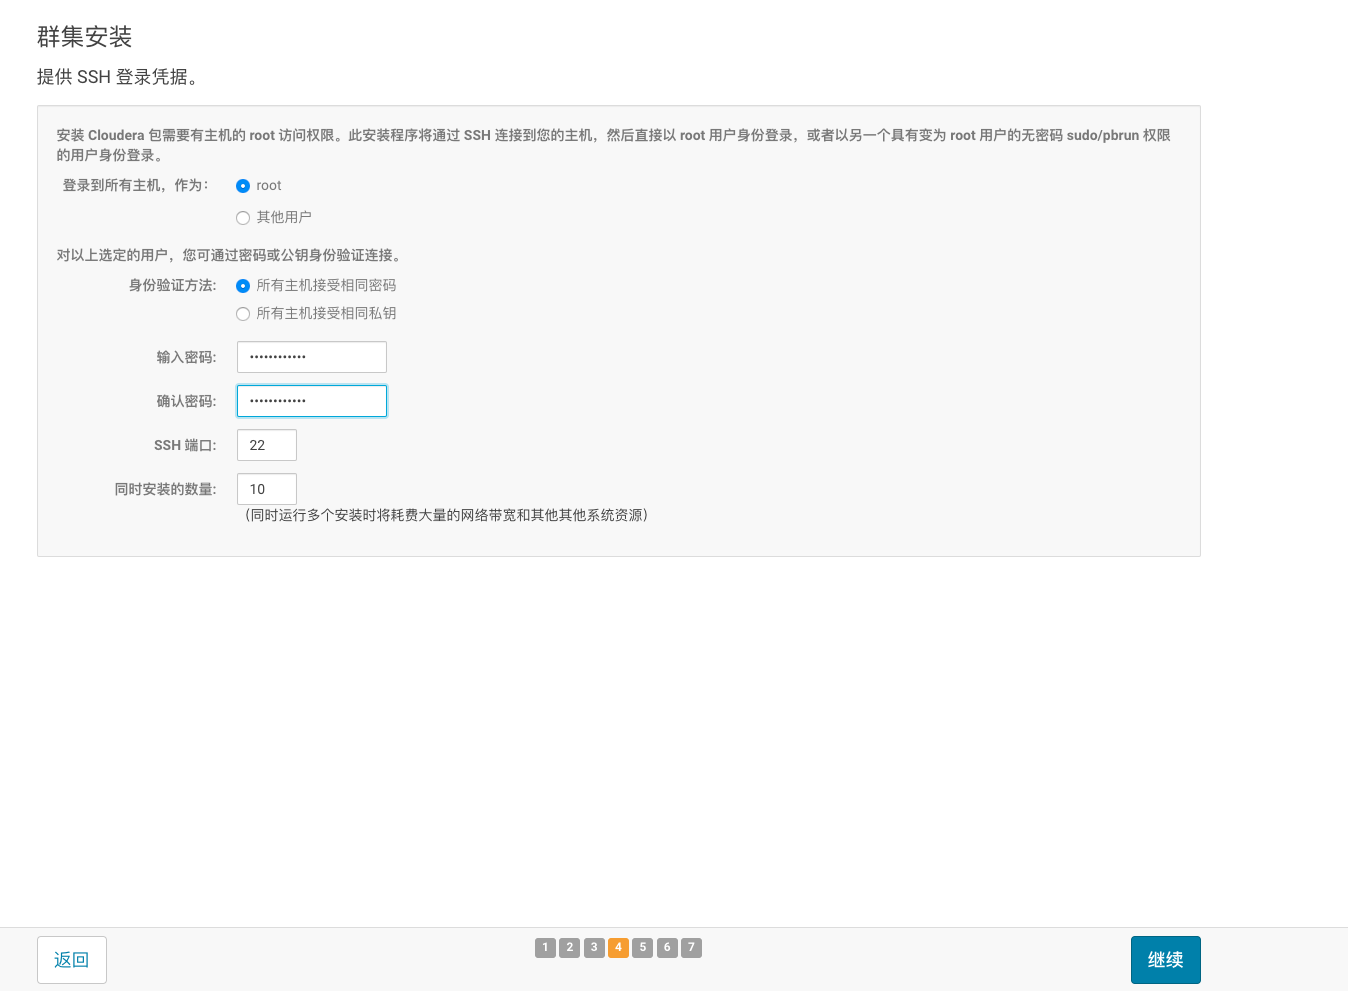 群集安装
提供 SSH 登录凭据。
安装 Cloudera 包需要有主机的 root 访问权限。此安装程序将通过 SSH 连接到您的主机，然后直接以 root 用户身份登录，或者以另一个具有变为 root 用户的无密码 sudo/pbrun 权限
的用户身份登录。
登录到所有主机，作为： root
其他用户
对以上选定的用户，您可通过密码或公钥身份验证连接。
身份验证方法: 所有主机接受相同密码
所有主机接受相同私钥
输入密码: ••••••••••••
确认密码: ••••••••••••
SSH 端口: 22
同时安装的数量: 10
（同时运行多个安装时将耗费大量的网络带宽和其他其他系统资源）
返回 1 2 3 4 5 6 7 继续